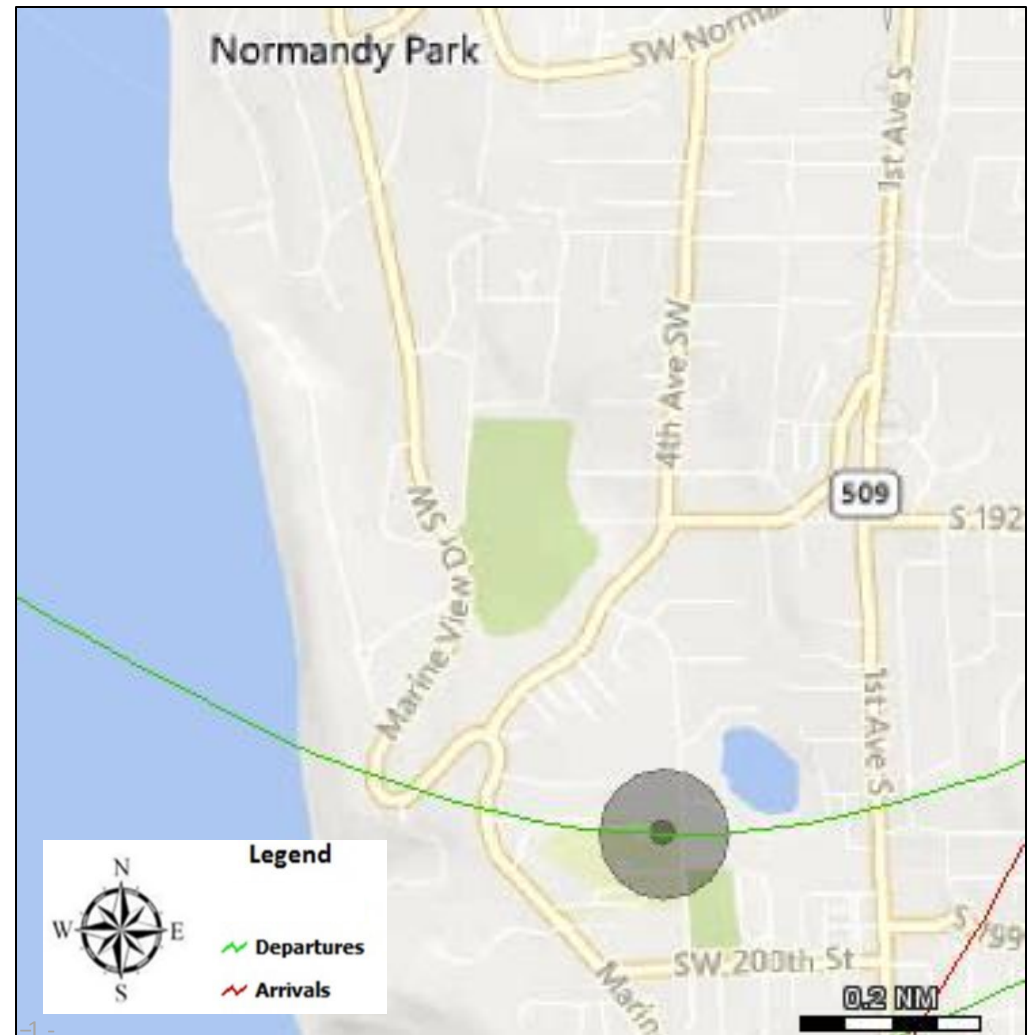 Normandy Park
SW Norma
1st Ave S
4th Ave SW
509
S 192
Marine View Dr SW
1st Ave S
SW 200th St
S 199
Marin
Legend
N
W
E
S
Departures
Arrivals
0.2 NM